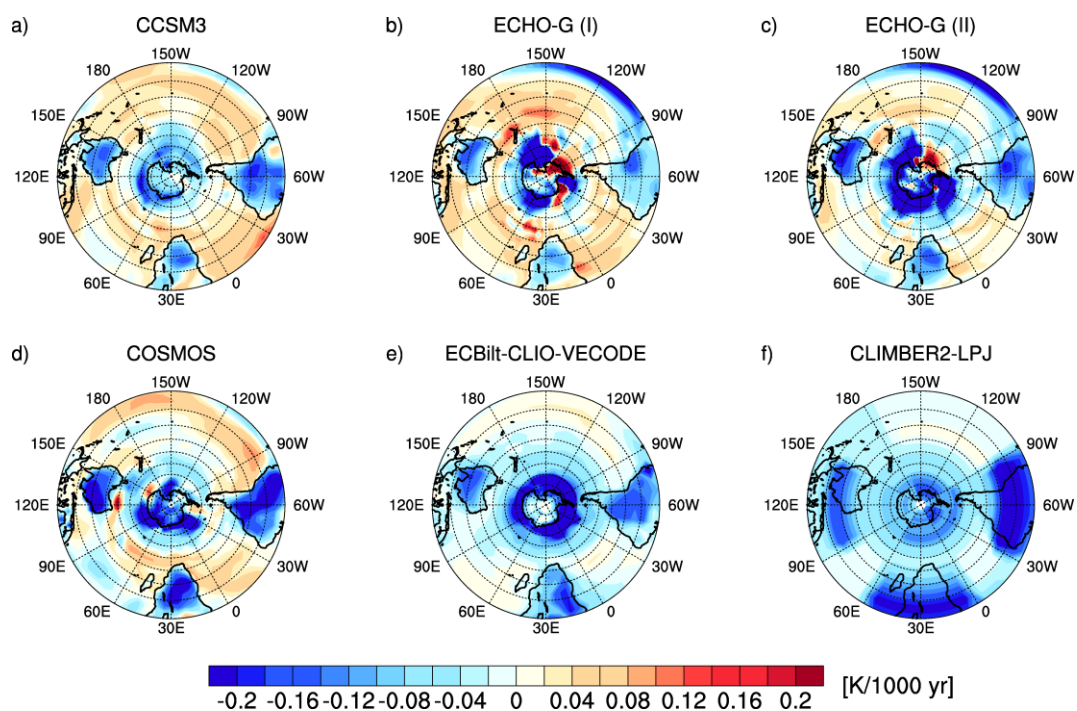 a) CCSM3
b) ECHO-G (I)
c) ECHO-G (II)
150W 150W 150W
180 120W 180 120W 180 120W
150E 90W 150E 90W 150E 90W
120E 60W 120E 60W 120E 60W
90E 30W 90E 30W 90E 30W
60E 0 60E 0 60E 0
30E 30E 30E
d) COSMOS
e) ECBilt-CLIO-VECODE
f) CLIMBER2-LPJ
150W 150W 150W
180 120W 180 120W 180 120W
150E 90W 150E 90W 150E 90W
120E 60W 120E 60W 120E 60W
90E 30W 90E 30W 90E 30W
60E 0 60E 0 60E 0
30E 30E 30E
-0.2 -0.16 -0.12 -0.08 -0.04 0 0.04 0.08 0.12 0.16 0.2 [K/1000 yr]